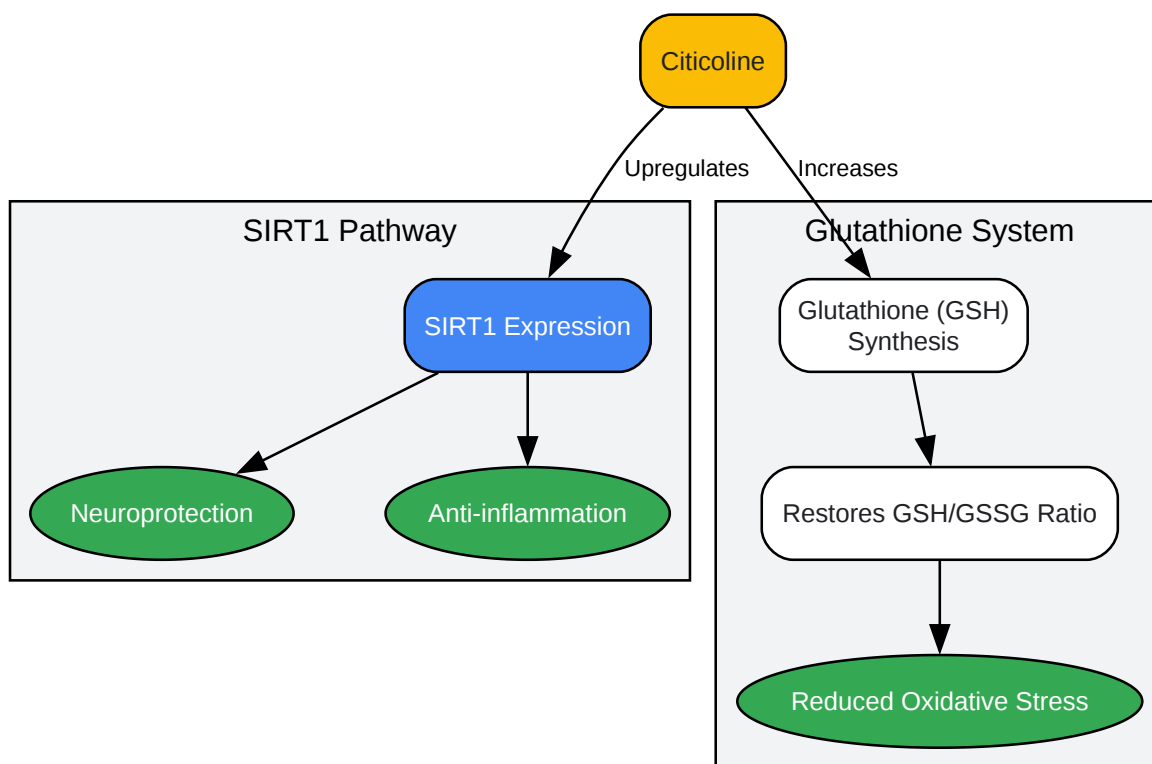 Citicoline
Upregulates
Increases
SIRT1 Pathway
Glutathione System
SIRT1 Expression
Glutathione (GSH)
Synthesis
Neuroprotection
Anti-inflammation
Restores GSH/GSSG Ratio
Reduced Oxidative Stress